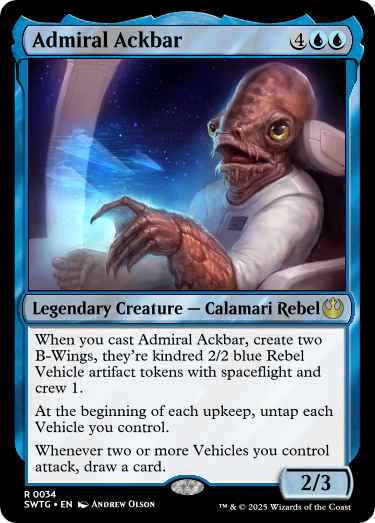 Admiral Ackbar 4
Legendary Creature — Calamari Rebel
When you cast Admiral Ackbar, create two
B-Wings, they're kindred 2/2 blue Rebel
Vehicle artifact tokens with spaceflight and
crew 1.
At the beginning of each upkeep, untap each
Vehicle you control.
Whenever two or more Vehicles you control
attack, draw a card.
2/3
R 0034
SWTG • EN Andrew Olson
™ & © 2025 Wizards of the Coast